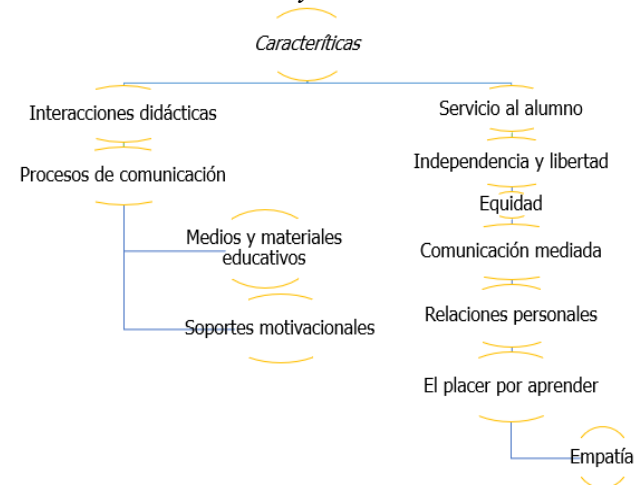 Caracteríticas
Interacciones didácticas
Procesos de comunicación
Medios y materiales
educativos
Soportes motivacionales
Servicio al alumno
Independencia y libertad
Equidad
Comunicación mediada
Relaciones personales
El placer por aprender
Empatía